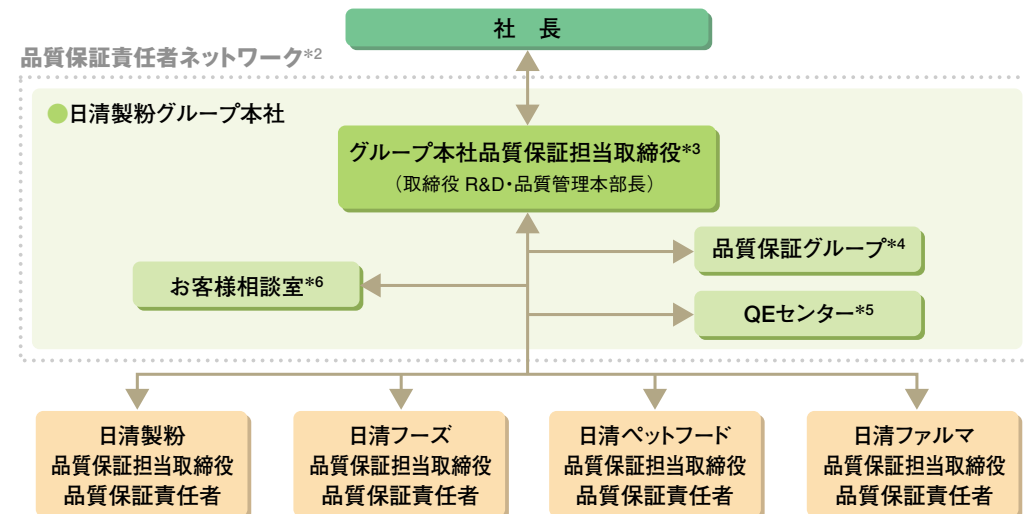 社 長
品質保証責任者ネットワーク*2
●日清製粉グループ本社
グループ本社品質保証担当取締役*3
（取締役 R&D・品質管理本部長）
品質保証グループ*4
お客様相談室*6
QEセンター*5
日清製粉
品質保証担当取締役
品質保証責任者
日清フーズ
品質保証担当取締役
品質保証責任者
日清ペットフード
品質保証担当取締役
品質保証責任者
日清ファルマ
品質保証担当取締役
品質保証責任者